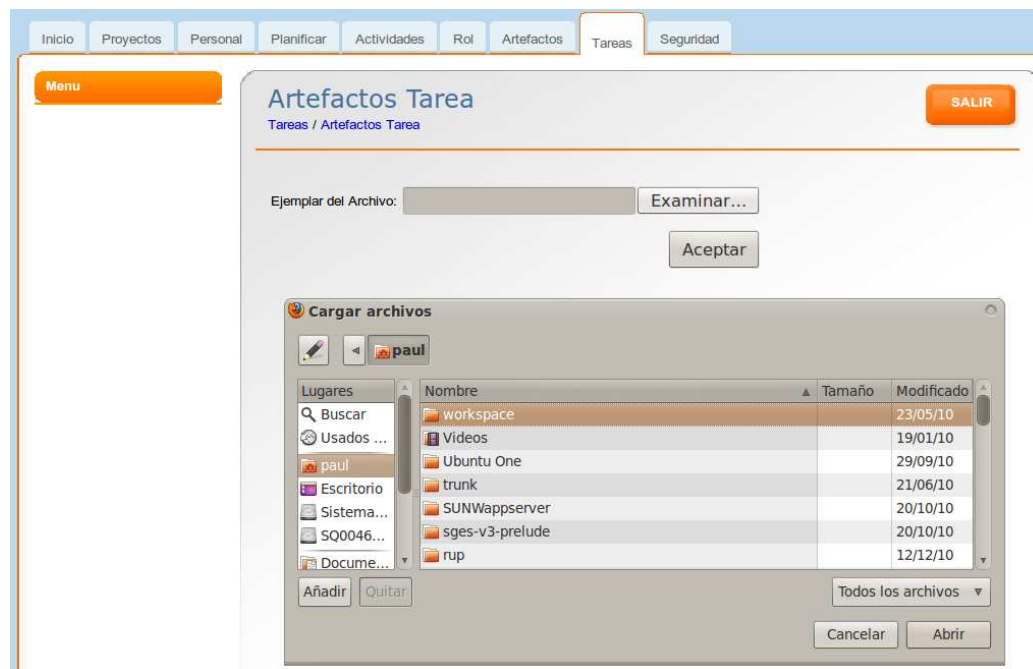 Inicio Proyectos Personal Planificar Actividades Rol Artefactos Tareas Seguridad
Menu
Artefactos Tarea
SALIR
Tareas / Artefactos Tarea
Ejemplar del Archivo: Examinar...
Aceptar
Cargar archivos
paul
Lugares Nombre Tamaño Modificado
Buscar workspace 23/05/10
Usados ... Videos 19/01/10
paul Ubuntu One 29/09/10
Escritorio trunk 21/06/10
Sistema... SUNWappserver 20/10/10
SQ0046... sges-v3-prelude 20/10/10
Docume... rup 12/12/10
Añadir Quitar Todos los archivos
Cancelar Abrir